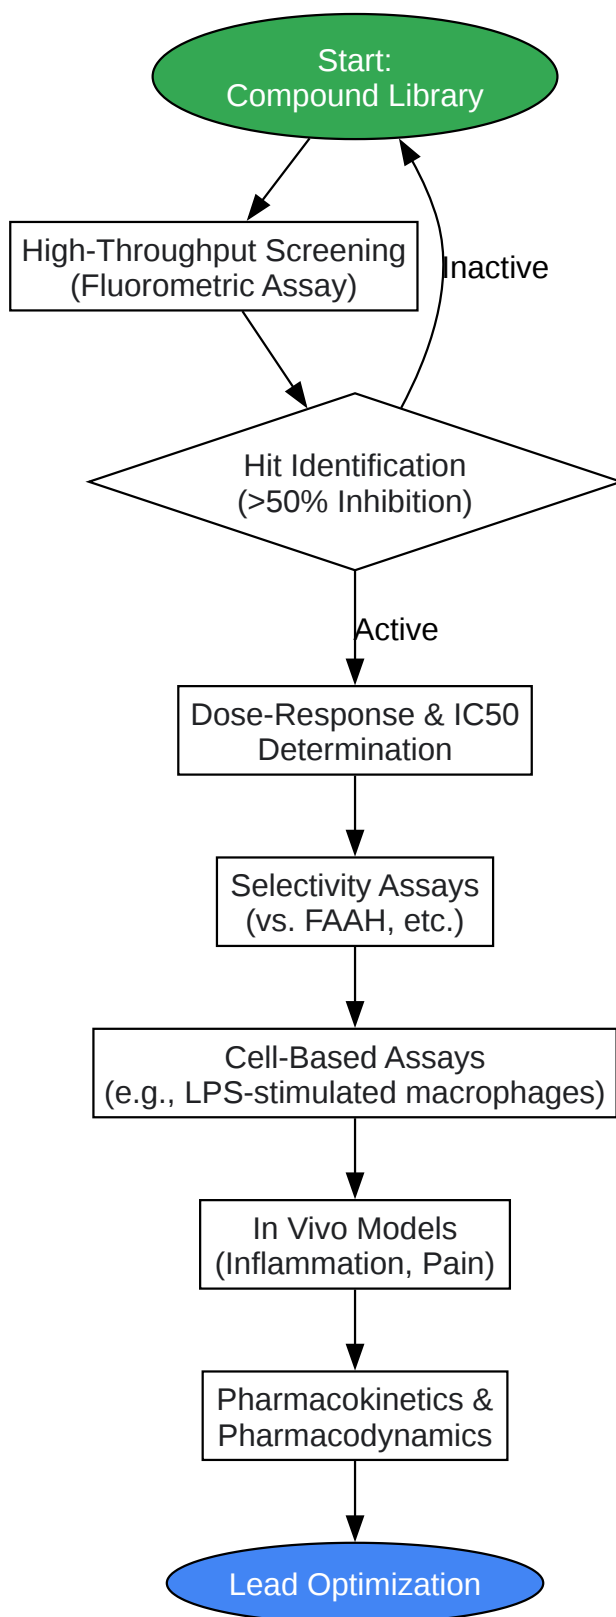 Start:
Compound Library
High-Throughput Screening
(Fluorometric Assay)
Inactive
Hit Identification
(>50% Inhibition)
Active
Dose-Response & IC50
Determination
Selectivity Assays
(vs. FAAH, etc.)
Cell-Based Assays
(e.g., LPS-stimulated macrophages)
In Vivo Models
(Inflammation, Pain)
Pharmacokinetics &
Pharmacodynamics
Lead Optimization